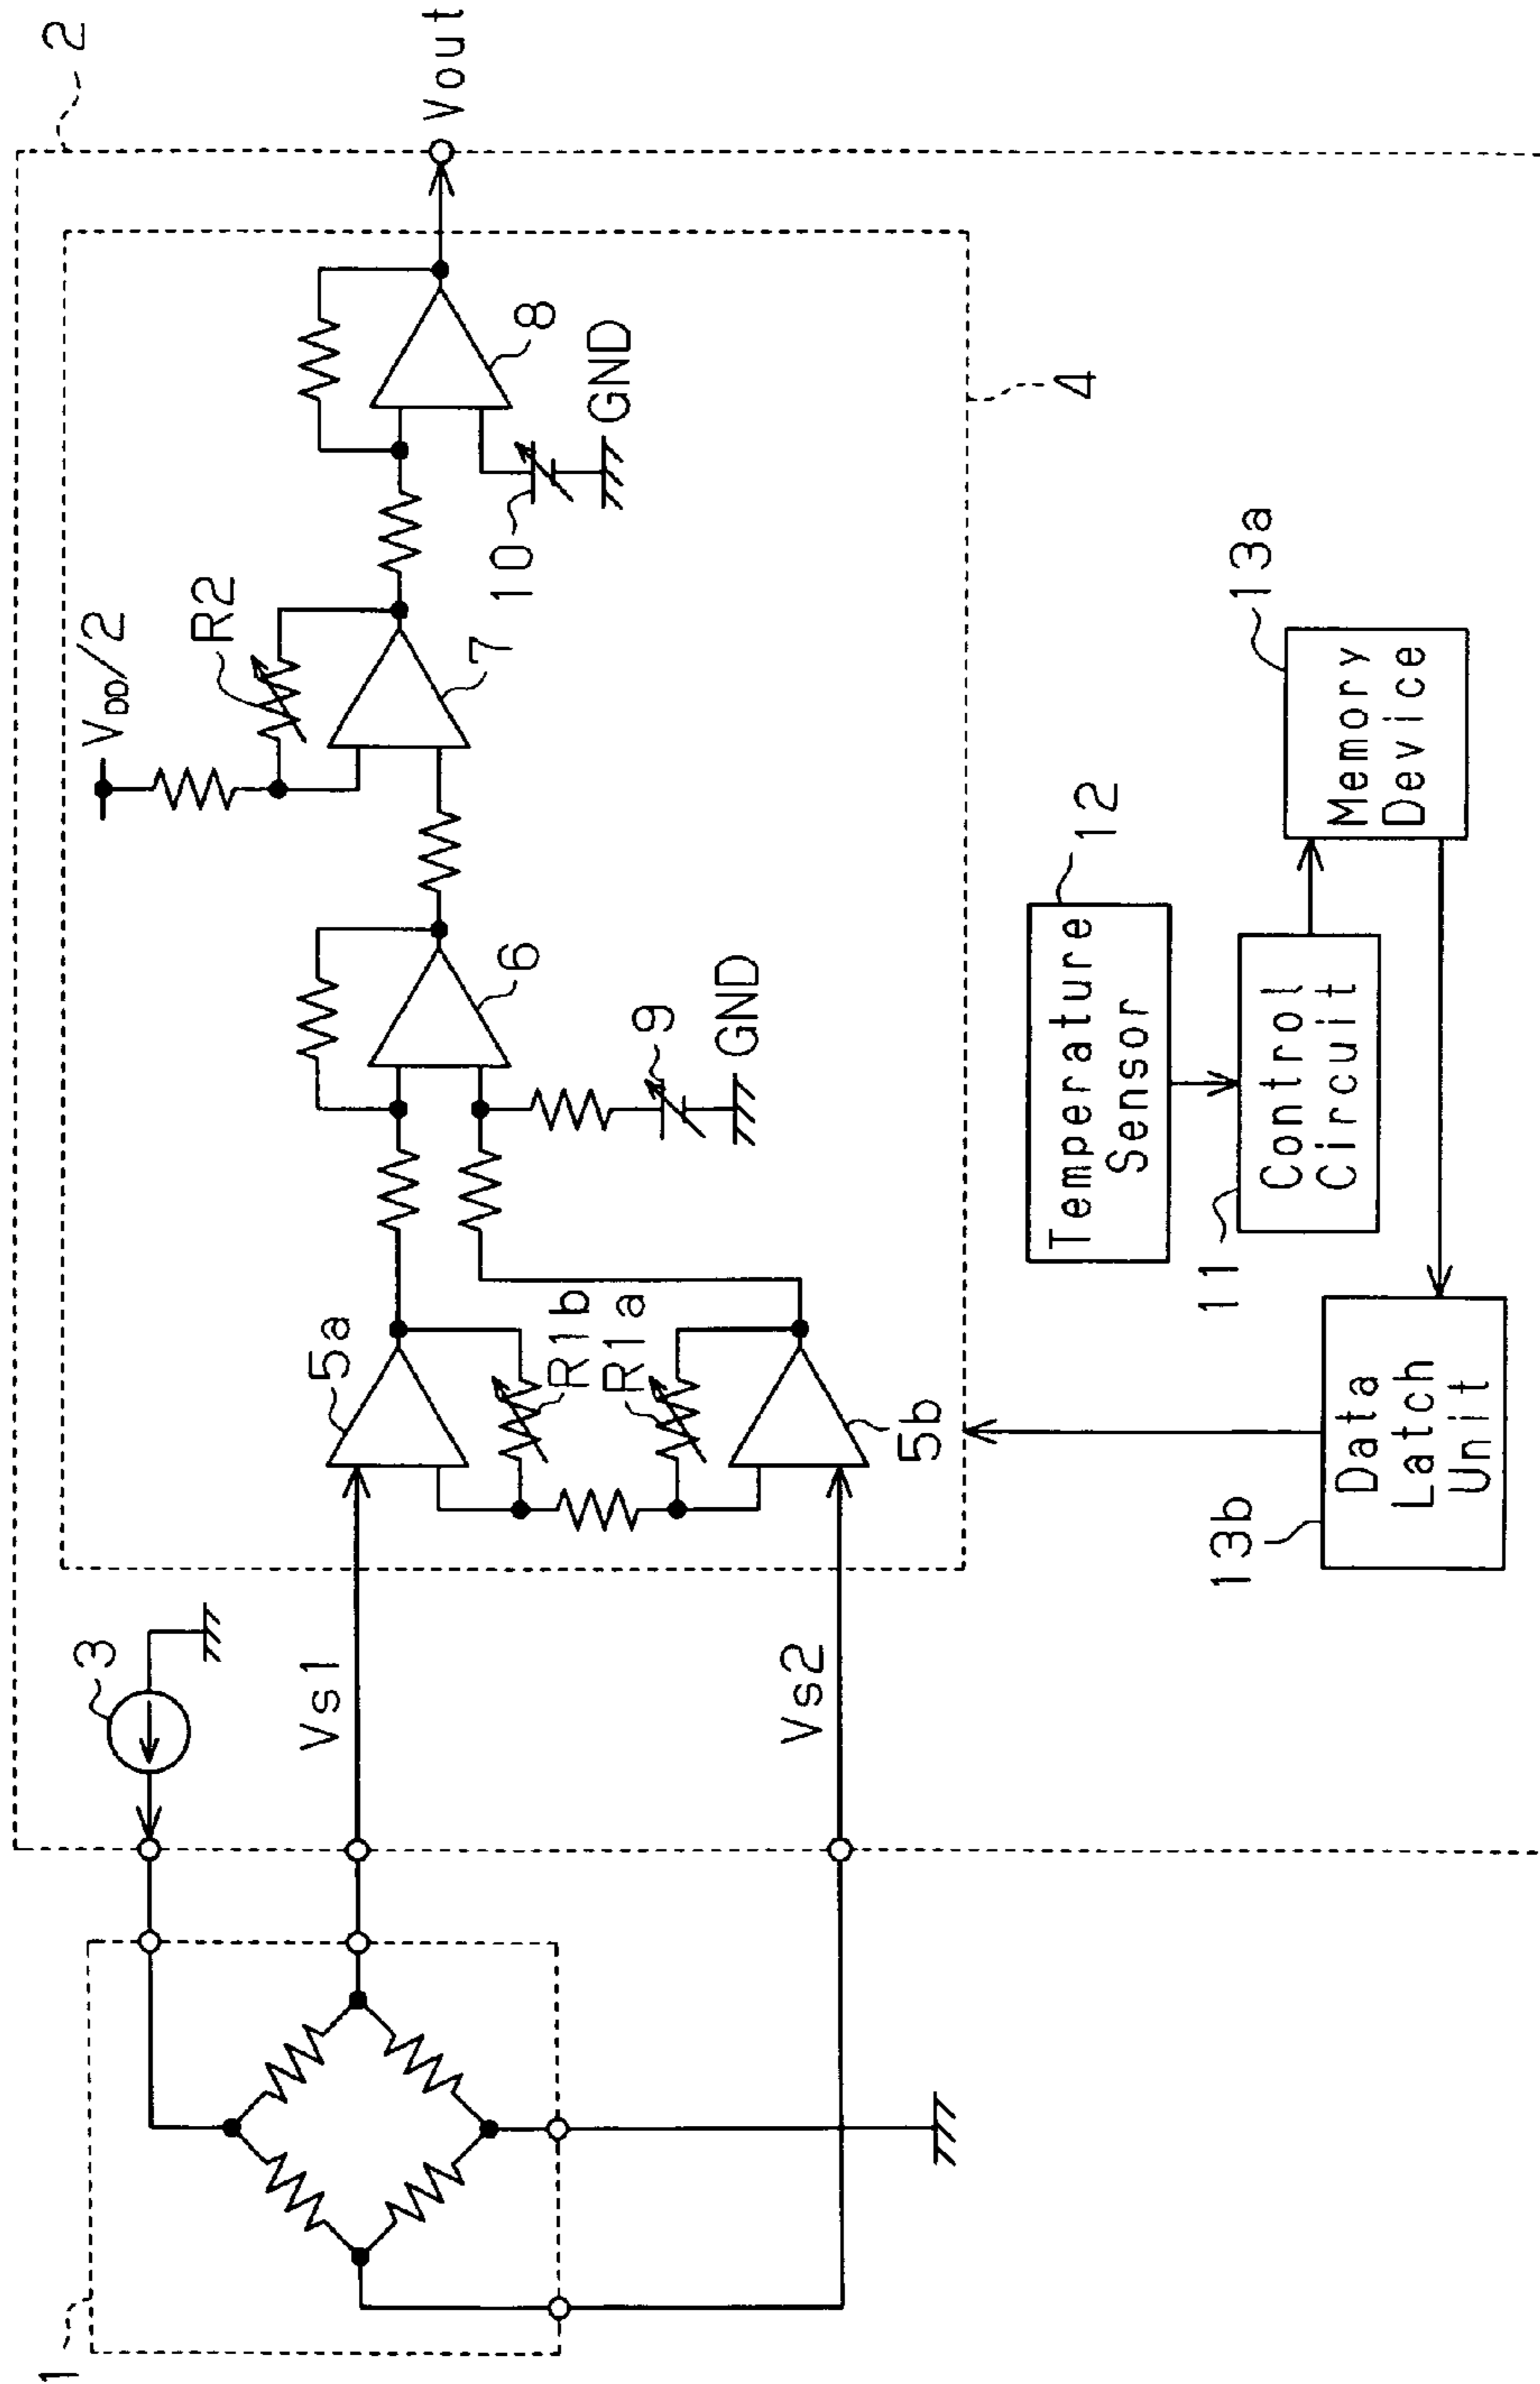 1
2
3
Vs1
Vs2
5a
R1b
R1a
5b
6
9
GND
VDD/2
R2
7
8
10
GND
Vout
4
Temperature
Sensor
12
11
Control
Circuit
13a
Memory
Device
13b
Data
Latch
Unit